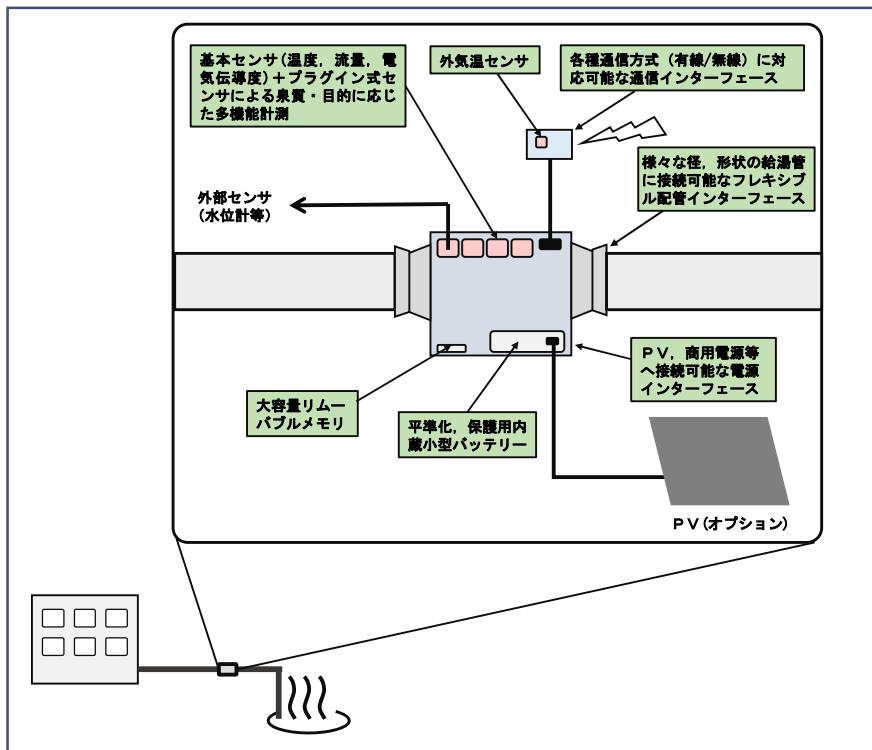 基本センサ(温度，流量，電
気伝導度)＋プラグイン式セ
ンサによる泉質・目的に応じ
た多機能計測
外気温センサ
各種通信方式（有線/無線）に対
応可能な通信インターフェース
様々な径，形状の給湯管
に接続可能なフレキシブ
ル配管インターフェース
外部センサ
(水位計等)
ＰＶ，商用電源等
へ接続可能な電源
インターフェース
大容量リムー
バブルメモリ
平準化，保護用内
蔵小型バッテリー
ＰＶ(オプション)